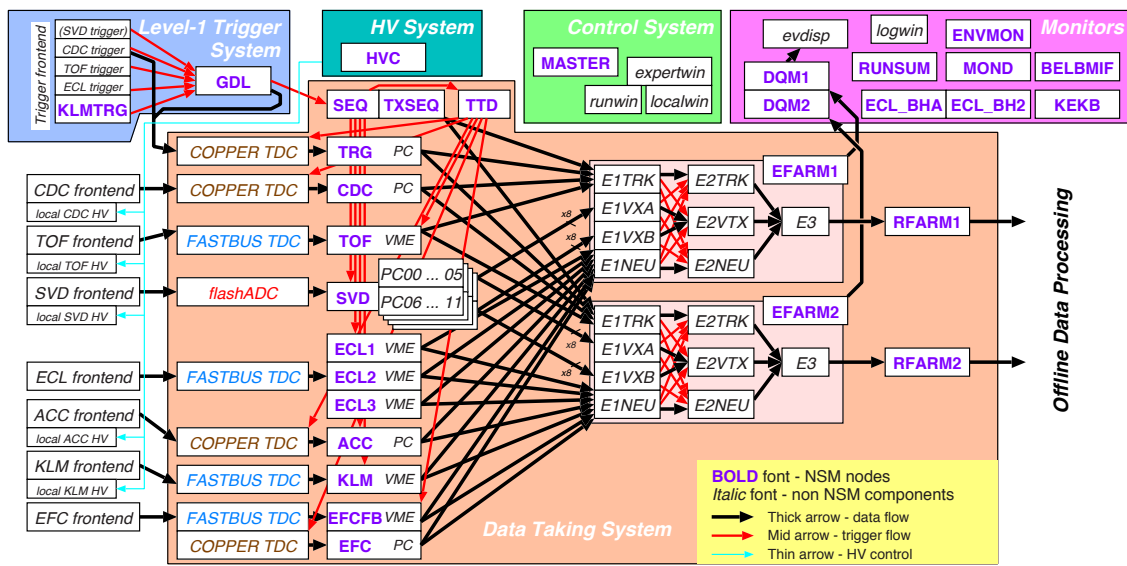 Level-1 Trigger
System
Trigger frontend
(SVD trigger)
CDC trigger
TOF trigger
ECL trigger
KLMTRG
GDL
HV System
HVC
Control System
MASTER
expertwin
runwin
localwin
Monitors
evdisp
logwin
ENVMON
DQM1
RUNSUM
MOND
BELBMIF
DQM2
ECL_BHA
ECL_BH2
KEKB
SEQ
TXSEQ
TTD
COPPER TDC
TRG PC
CDC frontend
COPPER TDC
CDC PC
local CDC HV
TOF frontend
FASTBUS TDC
TOF VME
local TOF HV
PC00 ... 05
SVD frontend
flashADC
SVD
PC06 ... 11
local SVD HV
ECL1 VME
ECL frontend
FASTBUS TDC
ECL2 VME
ECL3 VME
ACC frontend
local ACC HV
COPPER TDC
ACC PC
KLM frontend
FASTBUS TDC
KLM VME
local KLM HV
EFC frontend
FASTBUS TDC
EFCFB VME
COPPER TDC
EFC PC
Data Taking System
EFARM1
E1TRK
E2TRK
E1VXA
x8
E2VTX
E3
RFARM1
E1VXB
x8
E1NEU
E2NEU
EFARM2
E1TRK
E2TRK
x8
E1VXA
E2VTX
E3
RFARM2
x8
E1VXB
E1NEU
E2NEU
Offline Data Processing
BOLD font - NSM nodes
Italic font - non NSM components
Thick arrow - data flow
Mid arrow - trigger flow
Thin arrow - HV control